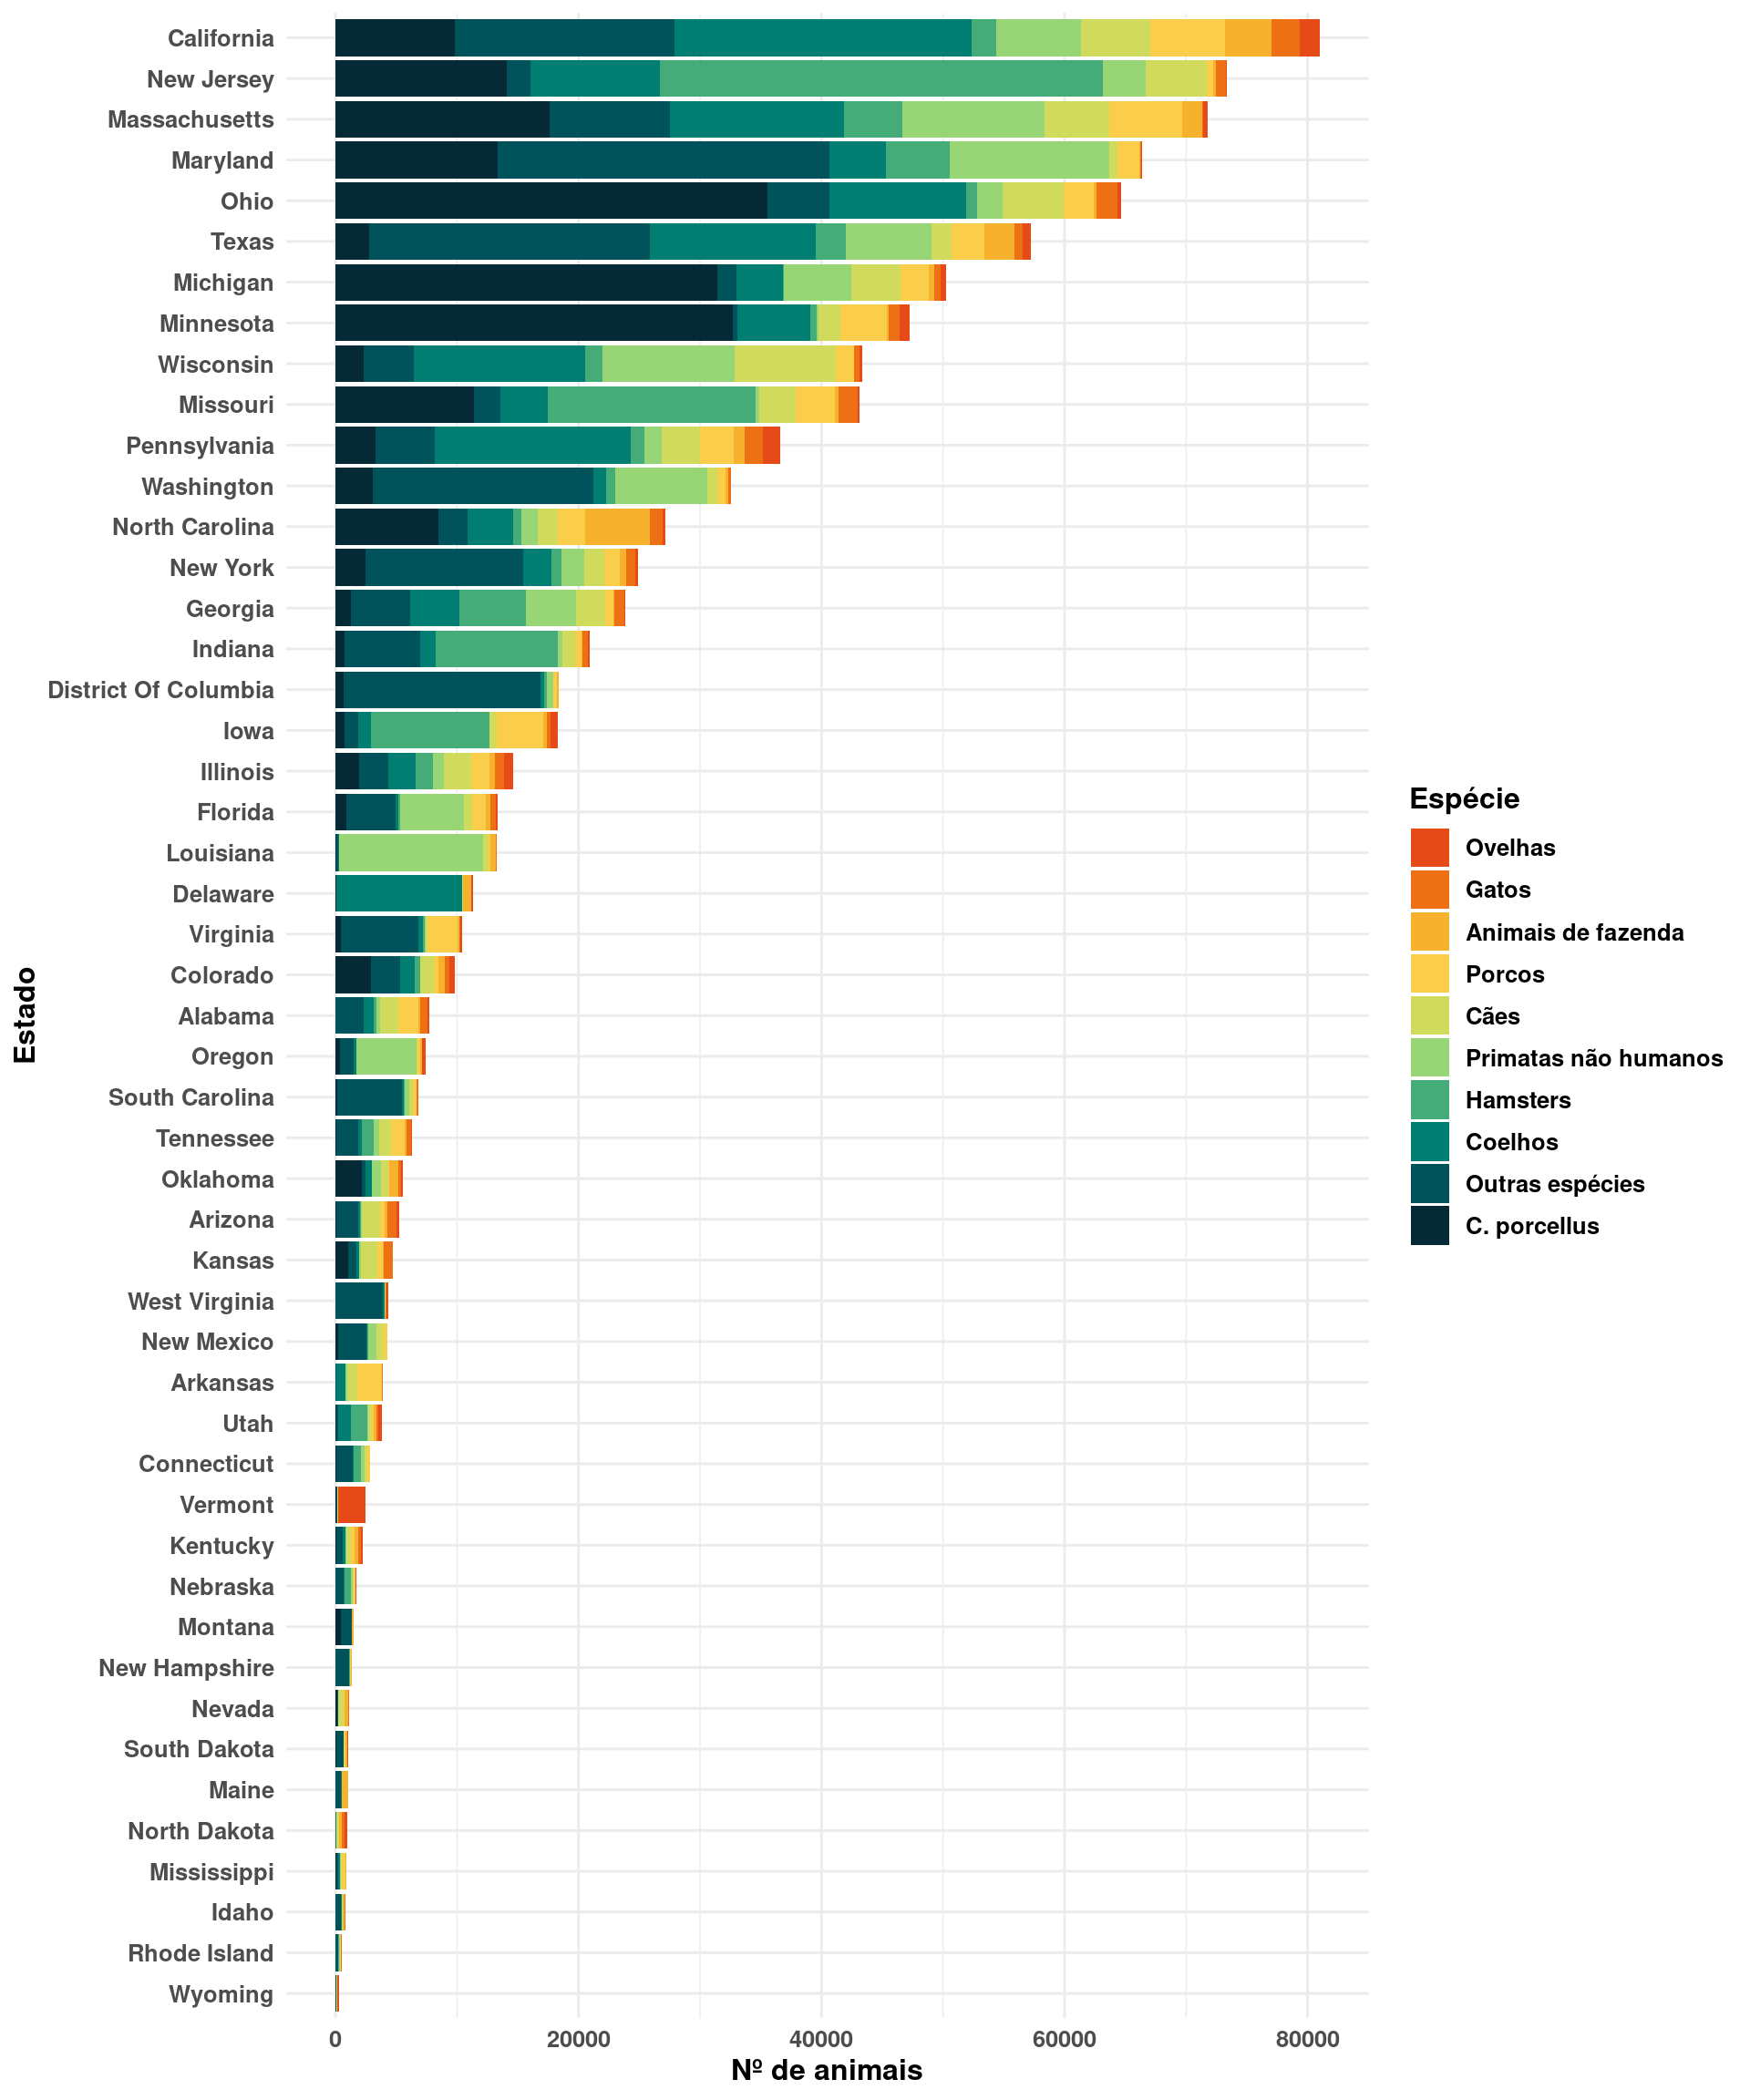 California
New Jersey
Massachusetts
Maryland
Ohio
Texas
Michigan
Minnesota
Wisconsin
Missouri
Pennsylvania
Washington
North Carolina
New York
Georgia
Indiana
District Of Columbia
Iowa
Illinois
Florida
Louisiana
Delaware
Virginia
Colorado
Alabama
Oregon
South Carolina
Tennessee
Oklahoma
Arizona
Kansas
West Virginia
New Mexico
Arkansas
Utah
Connecticut
Vermont
Kentucky
Nebraska
Montana
New Hampshire
Nevada
South Dakota
Maine
North Dakota
Mississippi
Idaho
Rhode Island
Wyoming
Estado
0 20000 40000 60000 80000
Nº de animais
Espécie
Ovelhas
Gatos
Animais de fazenda
Porcos
Cães
Primatas não humanos
Hamsters
Coelhos
Outras espécies
C. porcellus